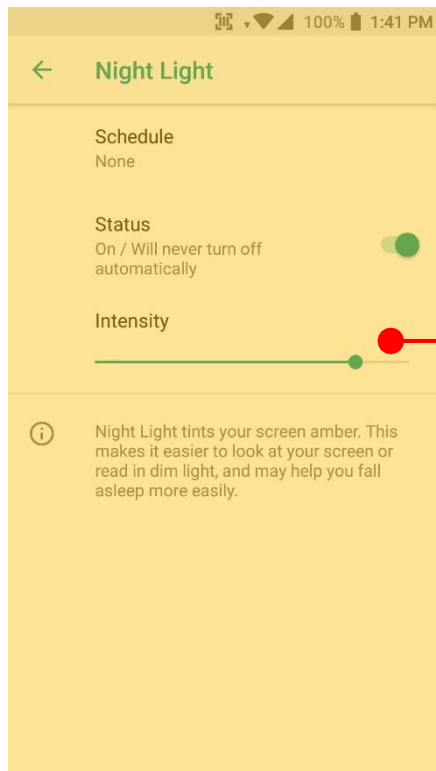 100% 1:41 PM
Night Light
Schedule
None
Status
On / Will never turn off
automatically
Intensity
Night Light tints your screen amber. This
makes it easier to look at your screen or
read in dim light, and may help you fall
asleep more easily.